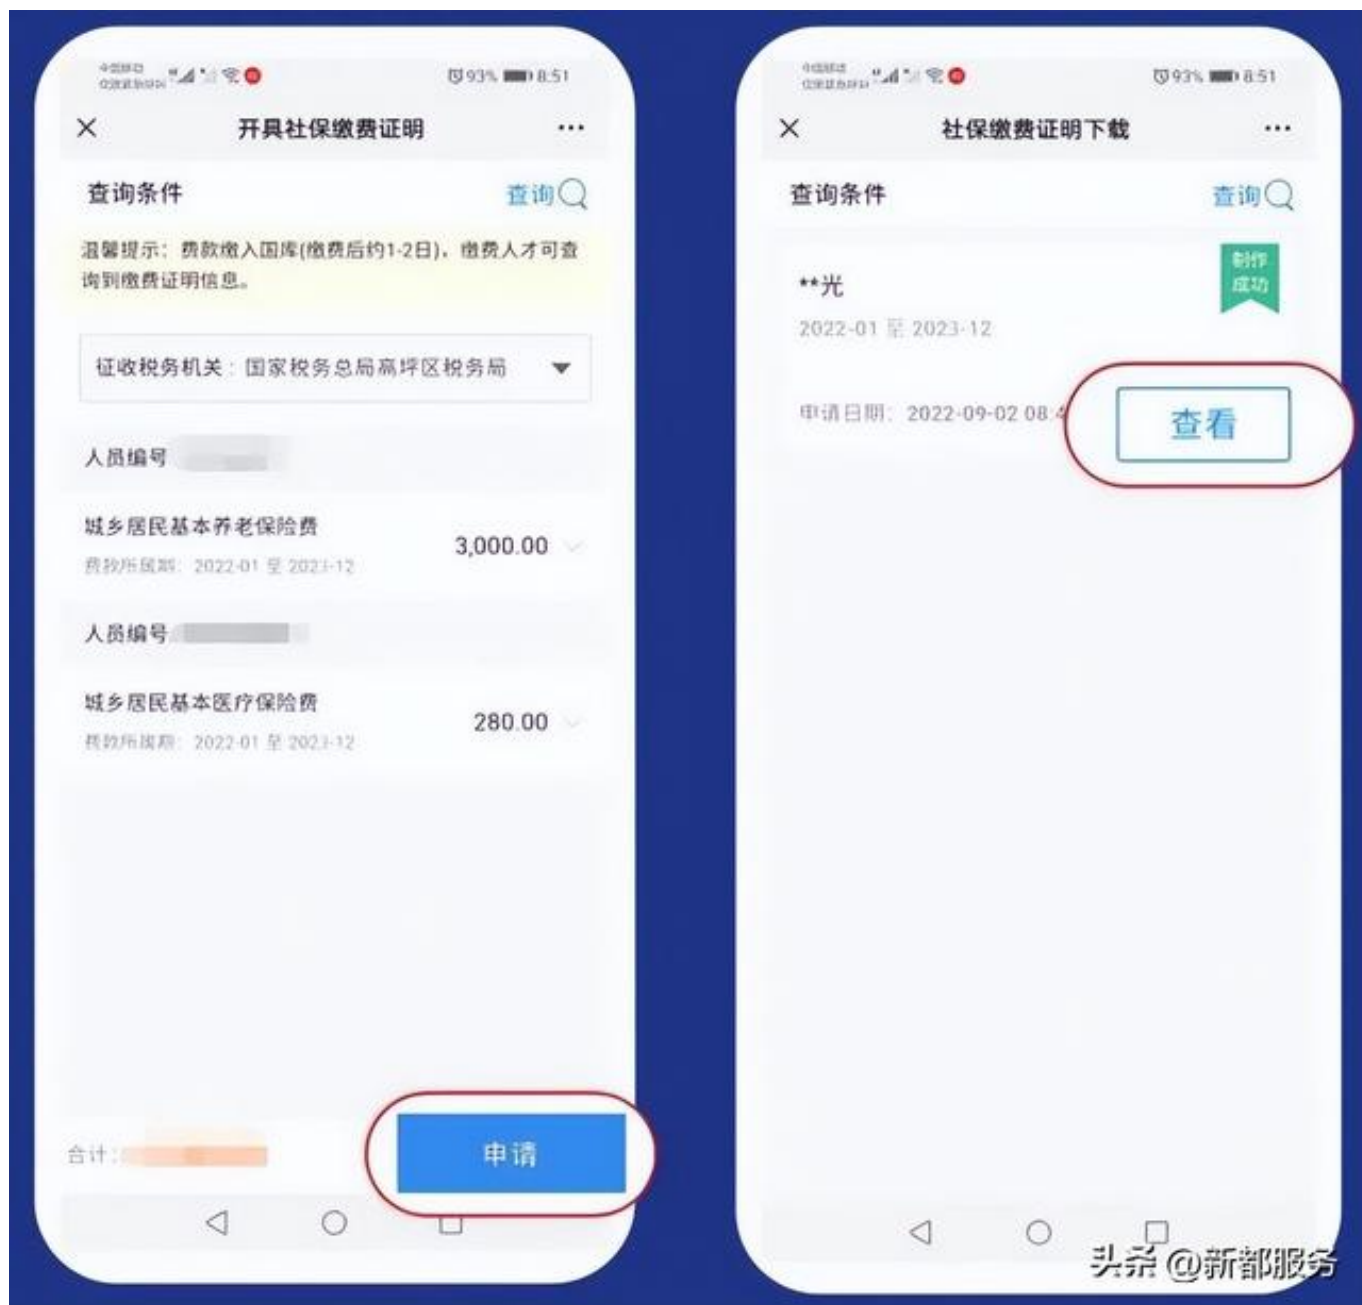 93% 8:51
开具社保缴费证明
查询条件
查询
温馨提示：费款缴入国库(缴费后约1-2日)，缴费人才可查
询到缴费证明信息。
征收税务机关：国家税务总局高坪区税务局
人员编号
城乡居民基本养老保险费
3,000.00
费款所属期：2022-01 至 2023-12
人员编号
城乡居民基本医疗保险费
280.00
费款所属期：2022-01 至 2023-12
合计:
申请
93% 8:51
社保缴费证明下载
查询条件
查询
**光
制作
成功
2022-01 至 2023-12
申请日期：2022-09-02 08:4
查看
头条 @新都服务